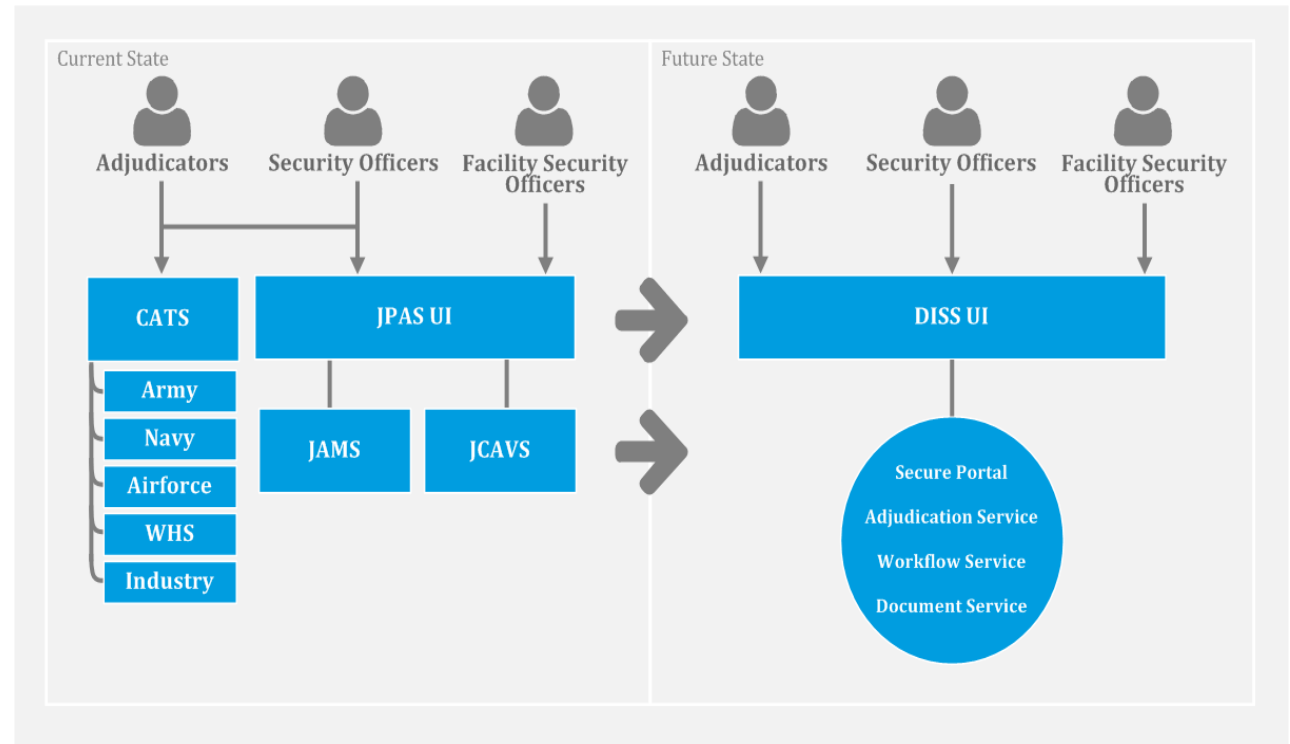 Current State
Adjudicators
Security Officers
Facility Security
Officers
CATS
JPAS UI
Army
Navy
Airforce
WHS
Industry
JAMS
JCAVS
Future State
Adjudicators
Security Officers
Facility Security
Officers
DISS UI
Secure Portal
Adjudication Service
Workflow Service
Document Service